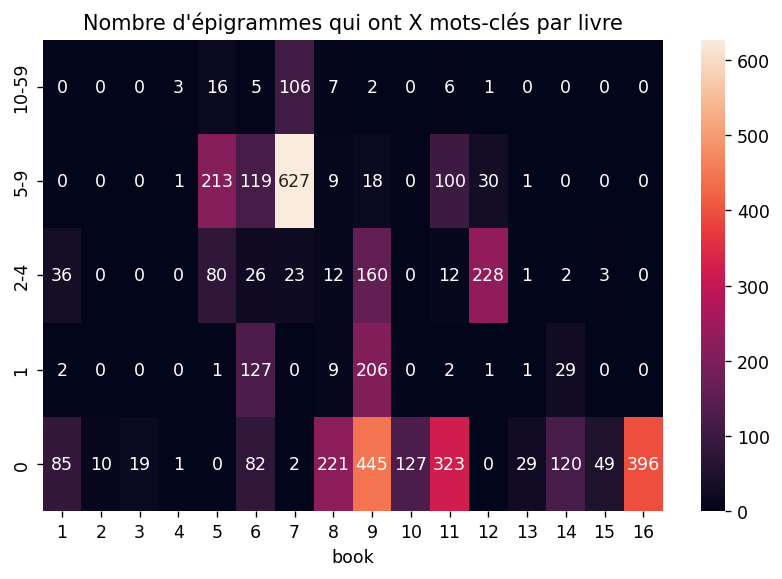 Nombre d'épigrammes qui ont X mots-clés par livre
10-59 0 0 0 3 16 5 106 7 2 0 6 1 0 0 0 0
5-9 0 0 0 1 213 119 627 9 18 0 100 30 1 0 0 0
2-4 36 0 0 0 80 26 23 12 160 0 12 228 1 2 3 0
1 2 0 0 0 1 127 0 9 206 0 2 1 1 29 0 0
0 85 10 19 1 0 82 2 221 445 127 323 0 29 120 49 396
1 2 3 4 5 6 7 8 9 10 11 12 13 14 15 16
book
600
500
400
300
200
100
0